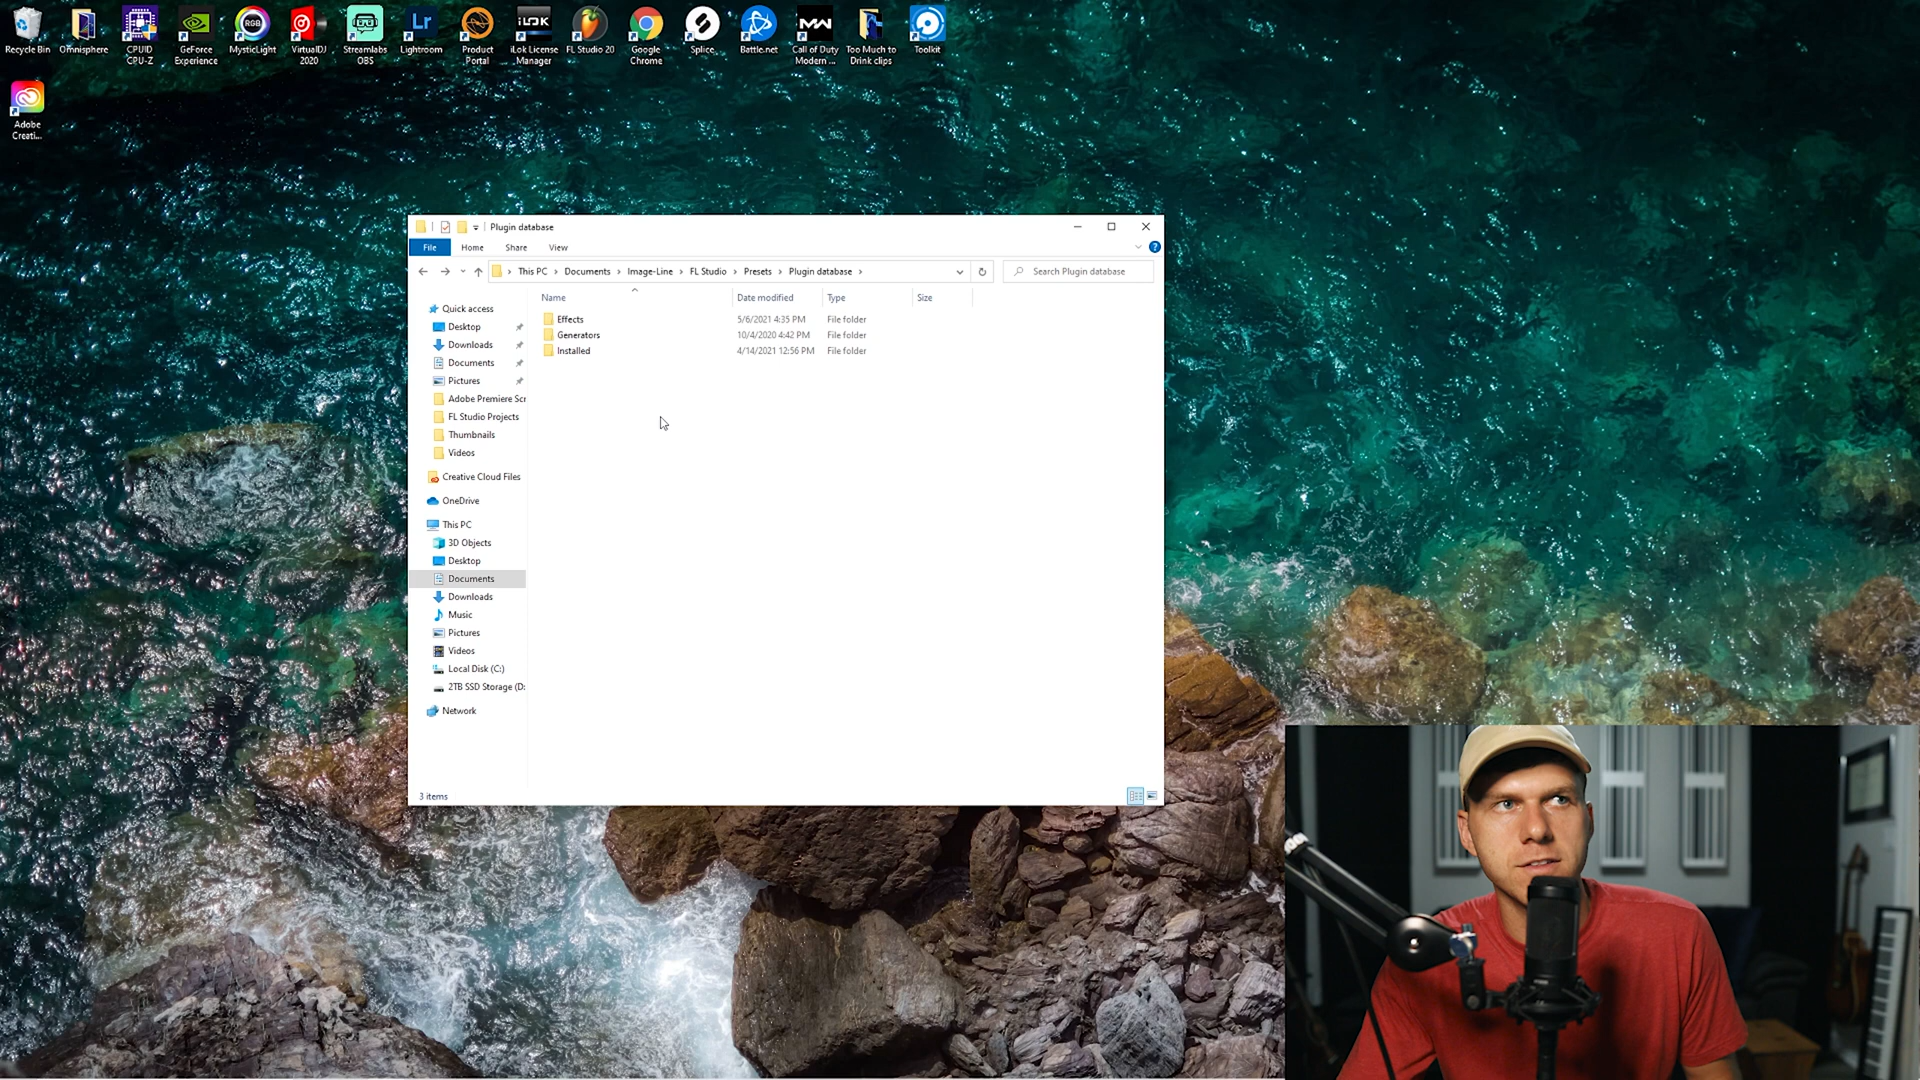 Recycle Bin
Omnisphere
CPUID
CPU-Z
GeForce
Experience
MysticLight
VirtualDJ
2020
Streamlabs
OBS
Lightroom
Product
Portal
iLok License
Manager
FL Studio 20
Google
Chrome
Splice
Battle.net
Call of Duty
Modern ...
Too Much to
Drink clips
Toolkit
Adobe
Creati...
Plugin database
File Home Share View
This PC › Documents › Image-Line › FL Studio › Presets › Plugin database ›
Search Plugin database
Name Date modified Type Size
Effects 5/6/2021 4:35 PM File folder
Generators 10/4/2020 4:42 PM File folder
Installed 4/14/2021 12:56 PM File folder
Quick access
Desktop
Downloads
Documents
Pictures
Adobe Premiere Scr
FL Studio Projects
Thumbnails
Videos
Creative Cloud Files
OneDrive
This PC
3D Objects
Desktop
Documents
Downloads
Music
Pictures
Videos
Local Disk (C:)
2TB SSD Storage (D:
Network
3 items
RGB
Lr
iLOK
MW